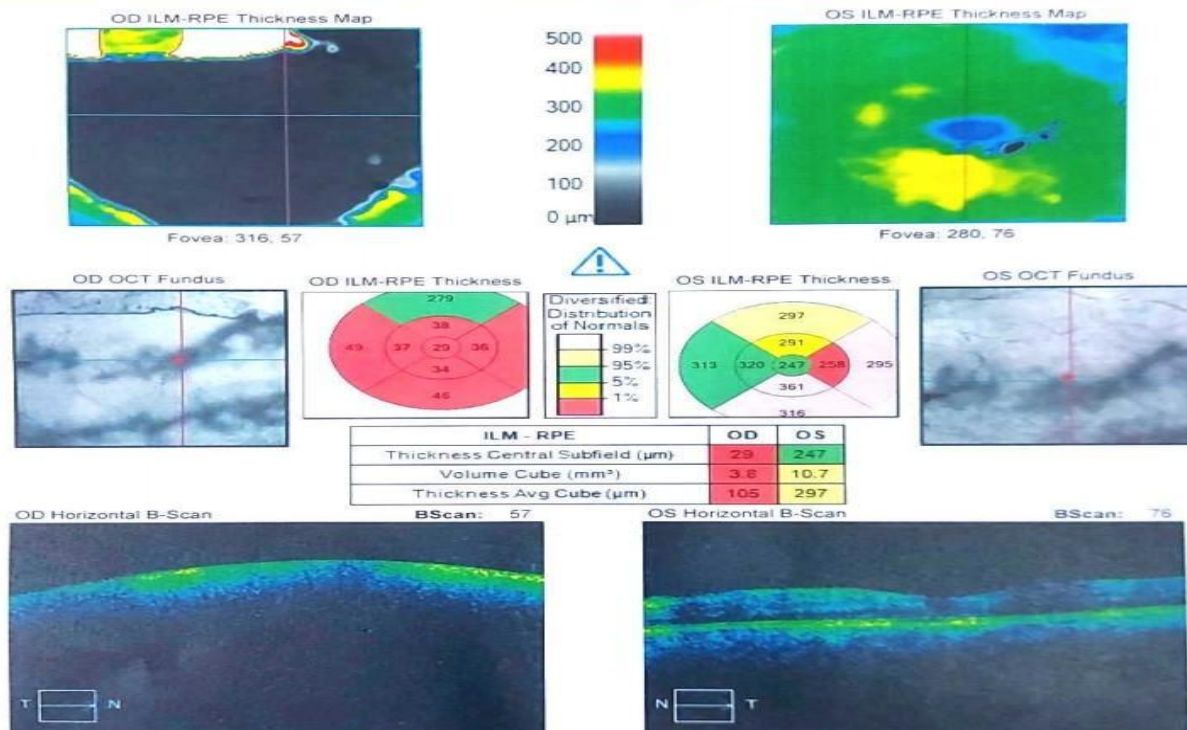 OD ILM-RPE Thickness Map
OS ILM-RPE Thickness Map
500
400
300
200
100
0 µm
Fovea: 316, 57
Fovea: 280, 76
OD OCT Fundus
OD ILM-RPE Thickness
OS ILM-RPE Thickness
OS OCT Fundus
279
38
49 37 29 36
34
46
Diversified:
Distribution
of Normals
99%
95%
5%
1%
297
291
313 320 247 258 295
361
316
ILM - RPE OD OS
Thickness Central Subfield (µm) 29 247
Volume Cube (mm³) 3.8 10.7
Thickness Avg Cube (µm) 105 297
OD Horizontal B-Scan BScan: 57
OS Horizontal B-Scan BScan: 76
T N
N T